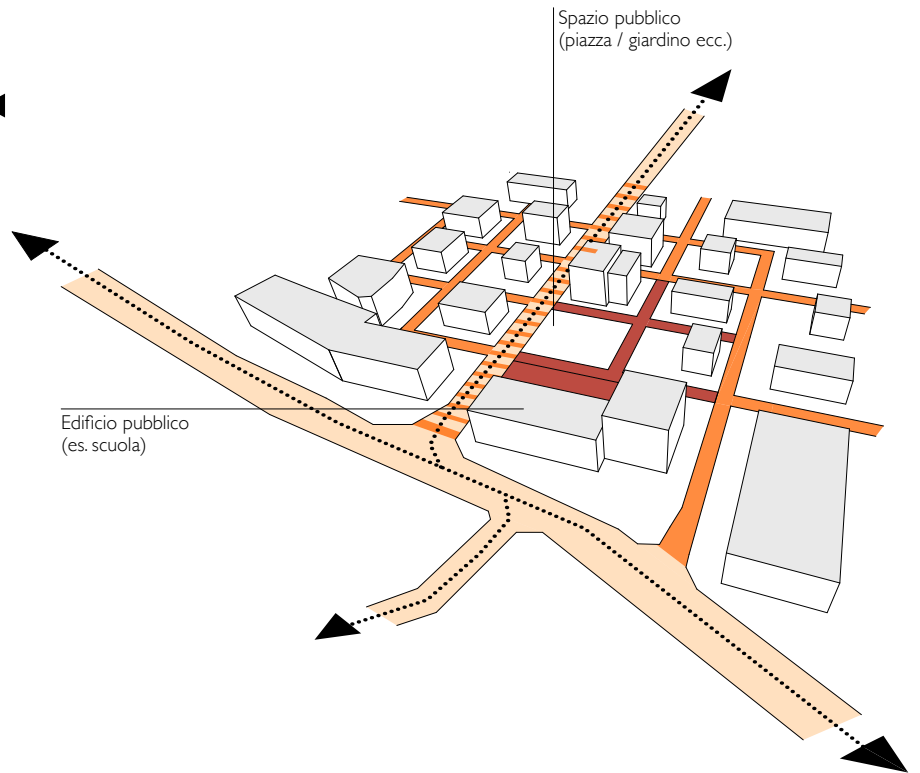 Spazio pubblico
(piazza / giardino ecc.)
Edificio pubblico
(es. scuola)